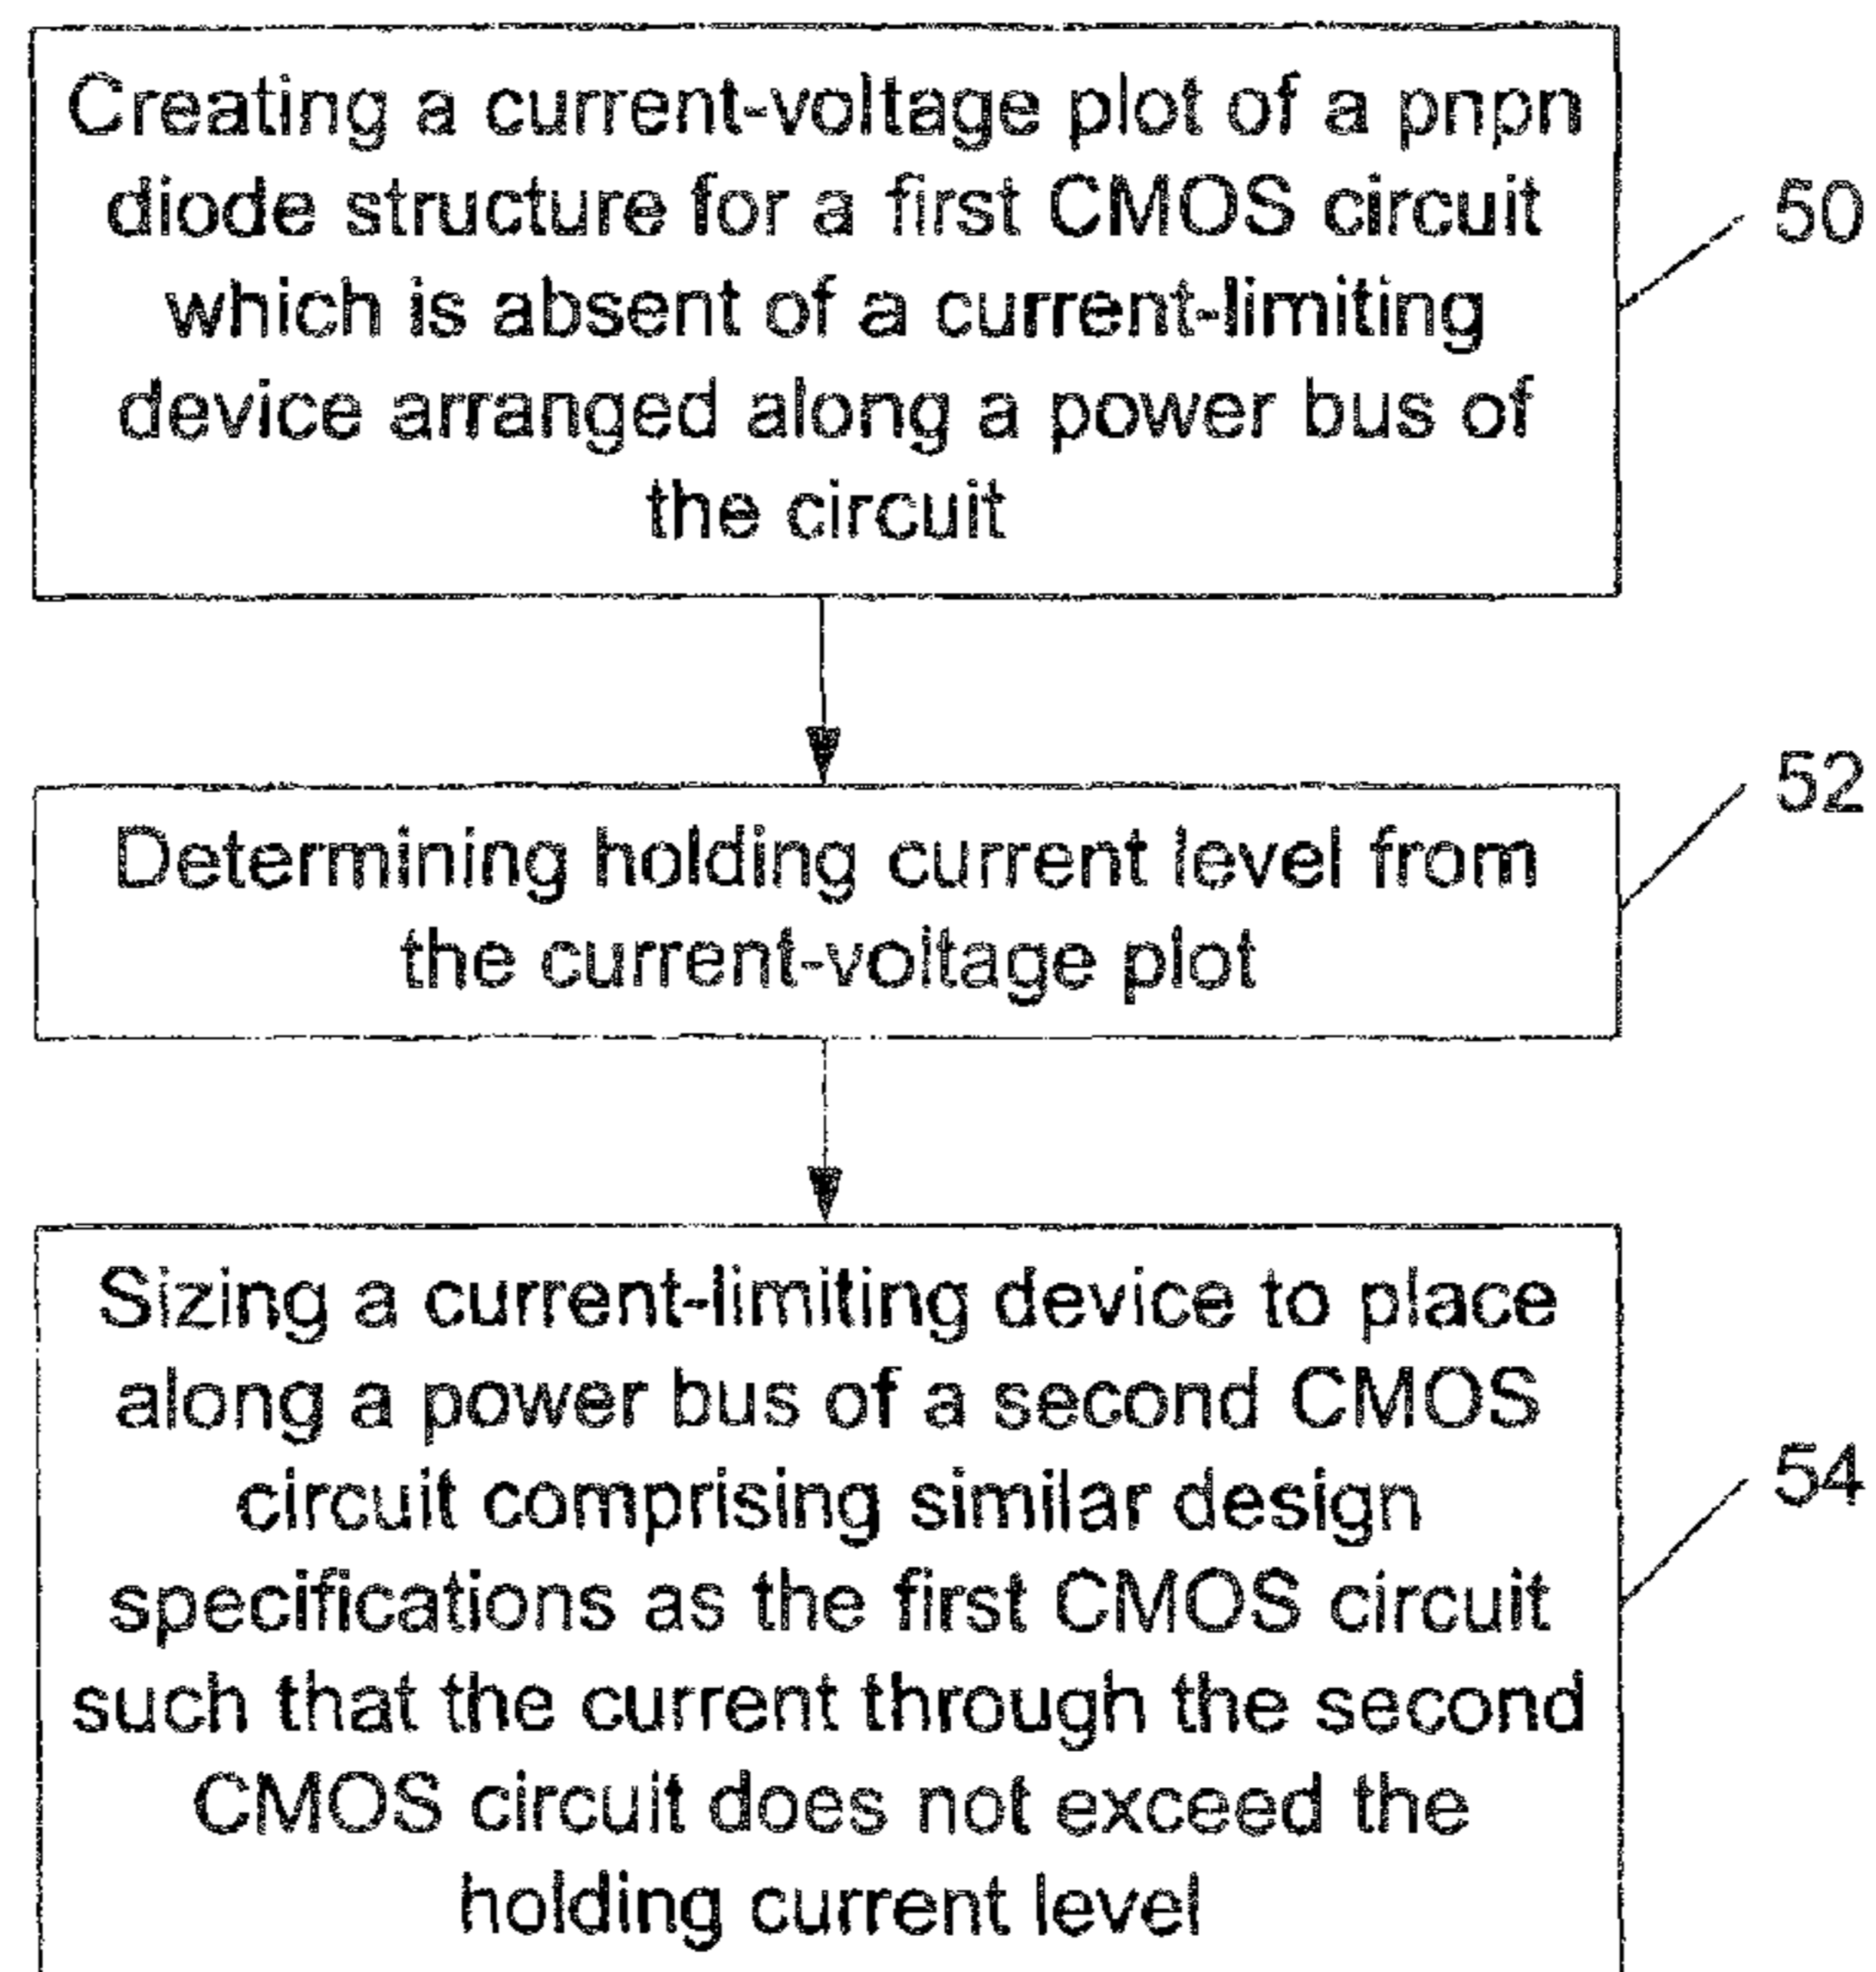 Creating a current-voltage plot of a pnpn
diode structure for a first CMOS circuit
which is absent of a current-limiting
device arranged along a power bus of
the circuit
50
Determining holding current level from
the current-voltage plot
52
Sizing a current-limiting device to place
along a power bus of a second CMOS
circuit comprising similar design
specifications as the first CMOS circuit
such that the current through the second
CMOS circuit does not exceed the
holding current level
54